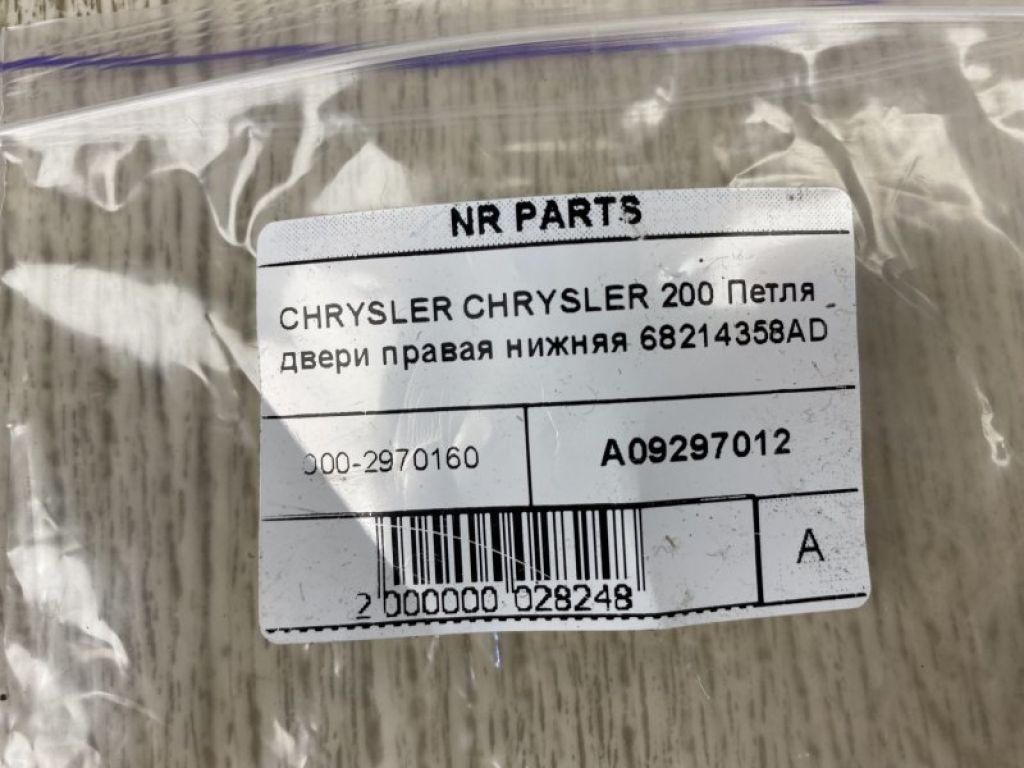 NR PARTS
CHRYSLER CHRYSLER 200 Петля
двери правая нижняя 68214358AD
000-2970160
A09297012
A
2 000000 028248